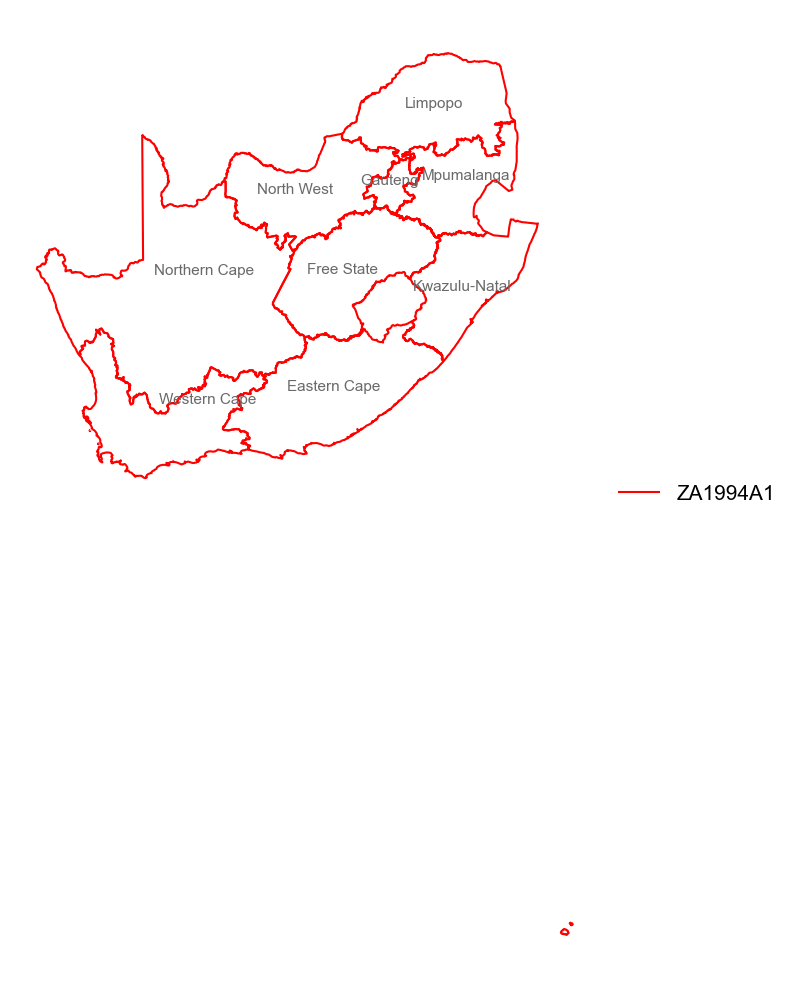 Limpopo
Mpumalanga
Gauteng
North West
Northern Cape
Free State
Kwazulu-Natal
Eastern Cape
Western Cape
ZA1994A1